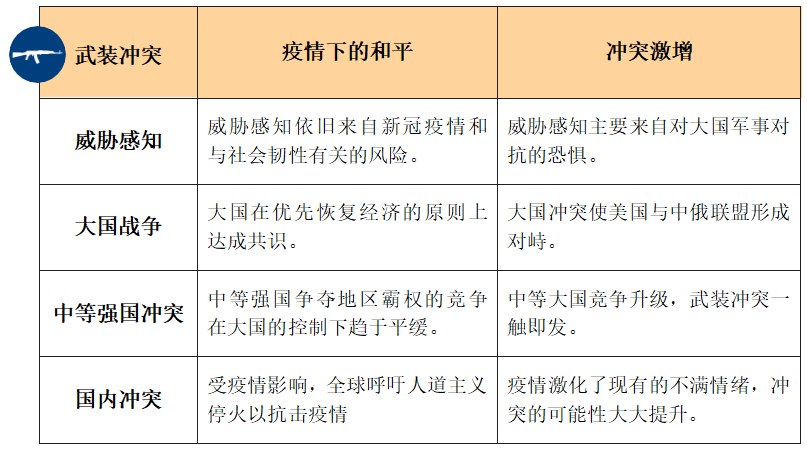 武装冲突
疫情下的和平
冲突激增
威胁感知
威胁感知依旧来自新冠疫情和
与社会韧性有关的风险。
威胁感知主要来自对大国军事对
抗的恐惧。
大国战争
大国在优先恢复经济的原则上
达成共识。
大国冲突使美国与中俄联盟形成
对峙。
中等强国冲突
中等强国争夺地区霸权的竞争
在大国的控制下趋于平缓。
中等大国竞争升级，武装冲突一
触即发。
国内冲突
受疫情影响，全球呼吁人道主义
停火以抗击疫情
疫情激化了现有的不满情绪，冲
突的可能性大大提升。